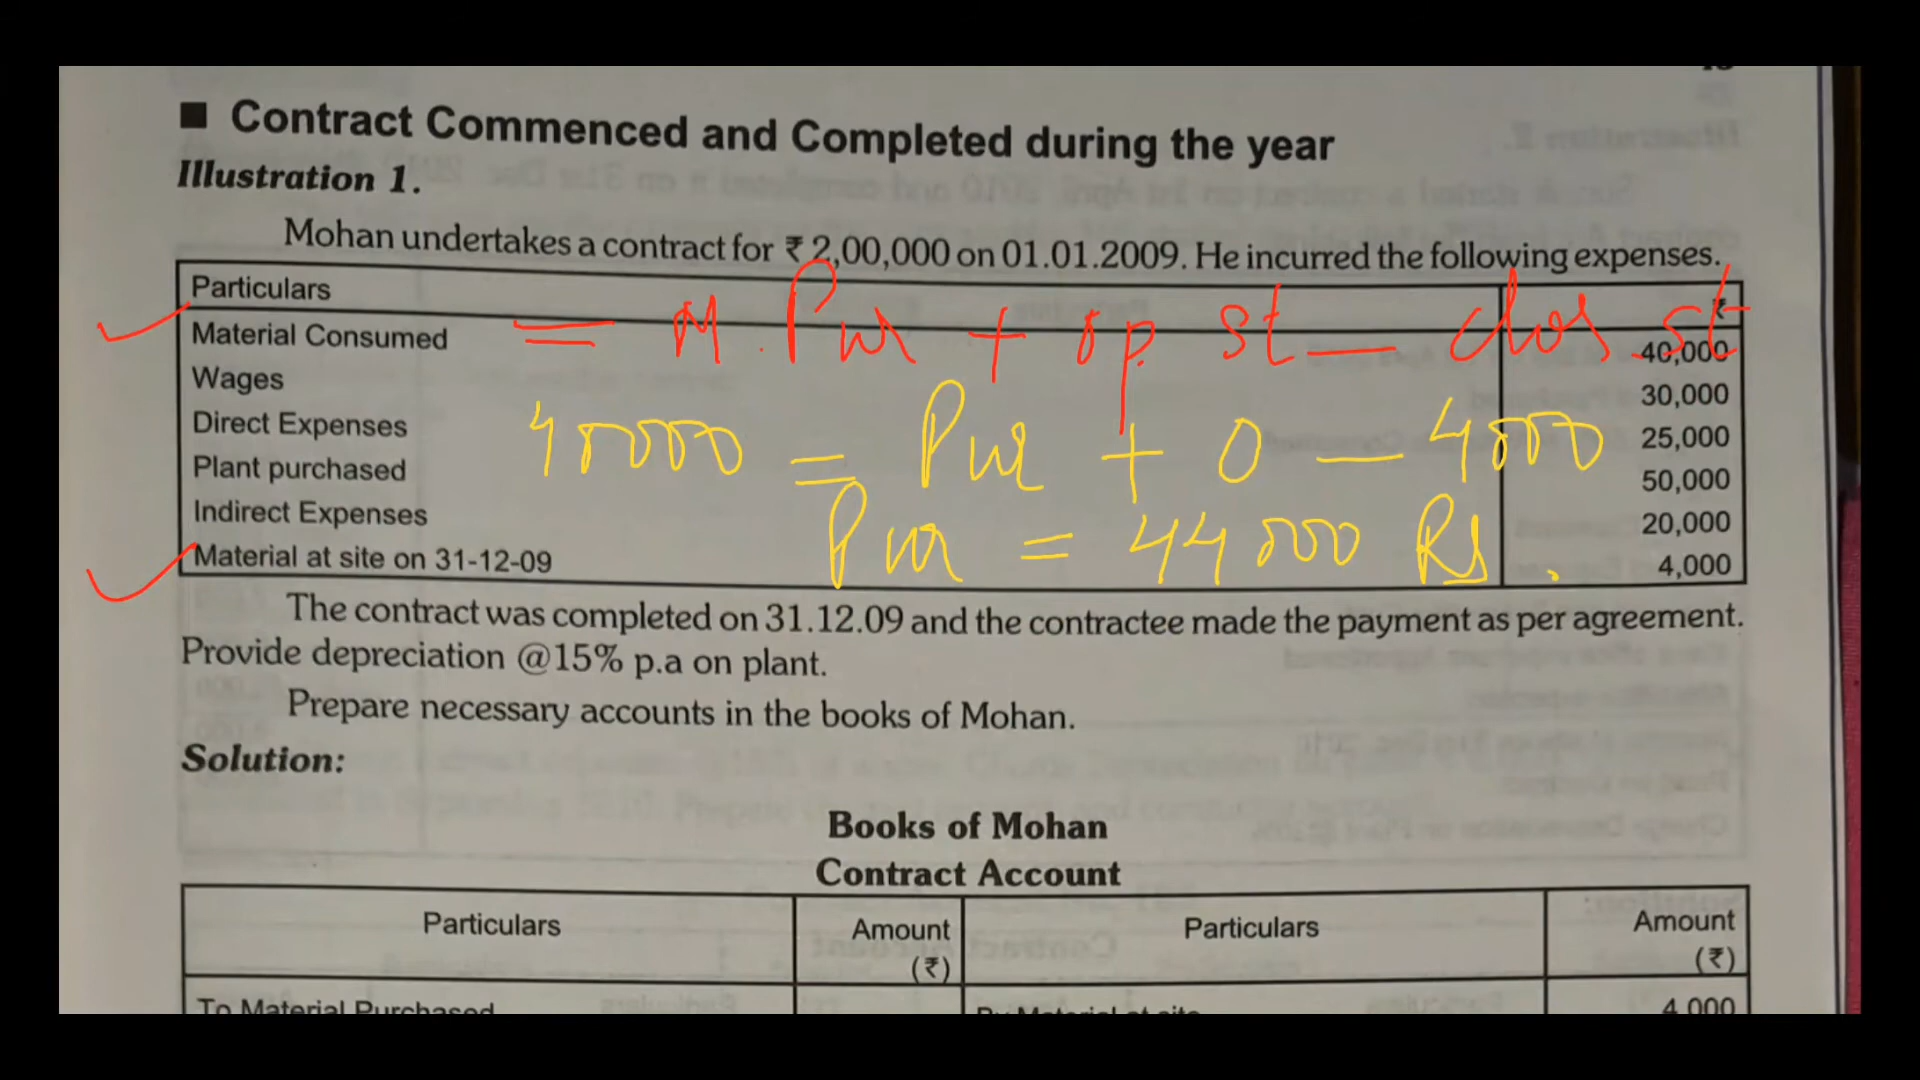 ■ Contract Commenced and Completed during the year
Illustration 1.
Mohan undertakes a contract for ₹ 2,00,000 on 01.01.2009. He incurred the following expenses.
Particulars ₹
Material Consumed = M. Pur + op. st — clos st 40,000
Wages 30,000
Direct Expenses 40000 = Pur + 0 — 4000 25,000
Plant purchased 50,000
Indirect Expenses Pur = 44000 Rs. 20,000
Material at site on 31-12-09 4,000
The contract was completed on 31.12.09 and the contractee made the payment as per agreement.
Provide depreciation @15% p.a on plant.
Prepare necessary accounts in the books of Mohan.
Solution:
Books of Mohan
Contract Account
Particulars Amount Particulars Amount
(₹) (₹)
To Material Purchased By Material at site 4,000